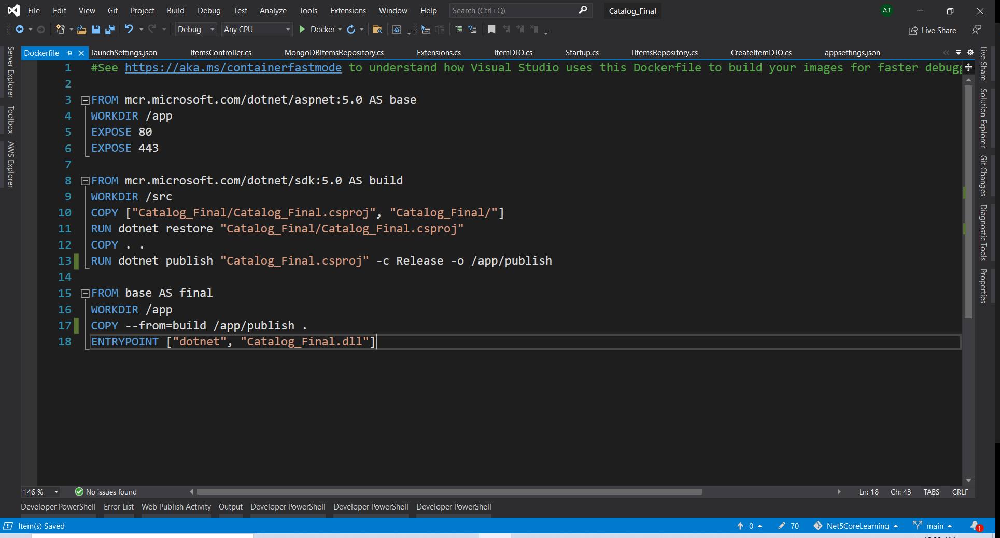 File Edit View Git Project Build Debug Test Analyze Tools Extensions Window Help Search (Ctrl+Q) Catalog_Final AT
Debug Any CPU Docker Live Share
Dockerfile launchSettings.json ItemsController.cs MongoDBItemsRepository.cs Extensions.cs ItemDTO.cs Startup.cs IItemsRepository.cs CreateItemDTO.cs appsettings.json
Server Explorer
Toolbox
AWS Explorer
1 #See https://aka.ms/containerfastmode to understand how Visual Studio uses this Dockerfile to build your images for faster debugg
2
3 FROM mcr.microsoft.com/dotnet/aspnet:5.0 AS base
4 WORKDIR /app
5 EXPOSE 80
6 EXPOSE 443
7
8 FROM mcr.microsoft.com/dotnet/sdk:5.0 AS build
9 WORKDIR /src
10 COPY ["Catalog_Final/Catalog_Final.csproj", "Catalog_Final/"]
11 RUN dotnet restore "Catalog_Final/Catalog_Final.csproj"
12 COPY . .
13 RUN dotnet publish "Catalog_Final.csproj" -c Release -o /app/publish
14
15 FROM base AS final
16 WORKDIR /app
17 COPY --from=build /app/publish .
18 ENTRYPOINT ["dotnet", "Catalog_Final.dll"]
Live Share
Solution Explorer
Git Changes
Diagnostic Tools
Properties
146 % No issues found Ln: 18 Ch: 43 TABS CRLF
Developer PowerShell Error List Web Publish Activity Output Developer PowerShell Developer PowerShell Developer PowerShell
Item(s) Saved 0 70 Net5CoreLearning main 1